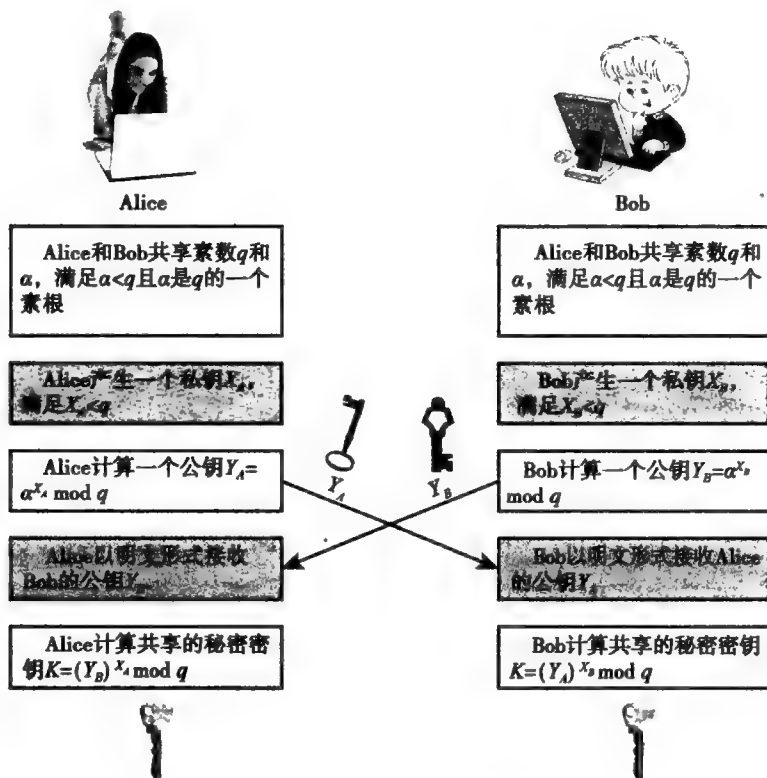 Alice
Bob
Alice和Bob共享素数q和
α，满足α<q且α是q的一个
素根
Alice和Bob共享素数q和
α，满足α<q且α是q的一个
素根
Alice产生一个私钥X_A，
满足X_A<q
Bob产生一个私钥X_B，
满足X_B<q
Y_A
Y_B
Alice计算一个公钥Y_A=
α^{X_A} mod q
Bob计算一个公钥Y_B=α^{X_B}
mod q
Alice以明文形式接收
Bob的公钥Y
Bob以明文形式接收Alice
的公钥Y
Alice计算共享的秘密密
钥K=(Y_B)^{X_A} mod q
Bob计算共享的秘密密钥
K=(Y_A)^{X_B} mod q